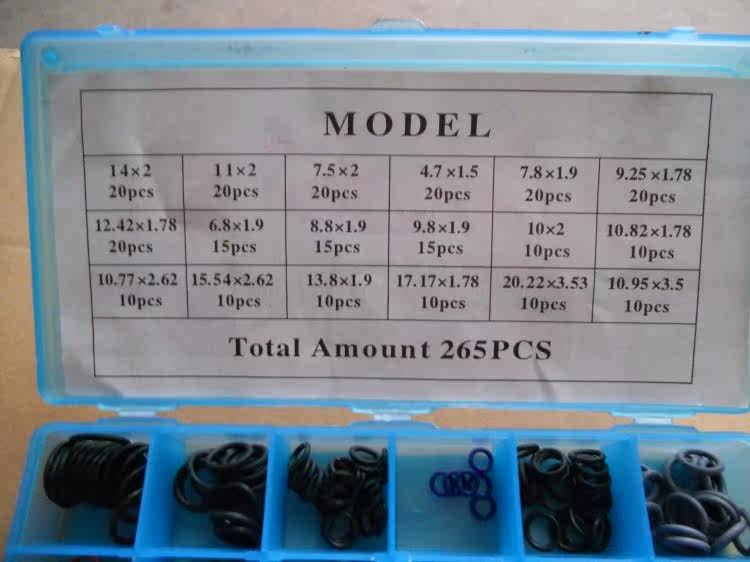 MODEL
14×2 11×2 7.5×2 4.7×1.5 7.8×1.9 9.25×1.78
20pcs 20pcs 20pcs 20pcs 20pcs 20pcs
12.42×1.78 6.8×1.9 8.8×1.9 9.8×1.9 10×2 10.82×1.78
20pcs 15pcs 15pcs 15pcs 10pcs 10pcs
10.77×2.62 15.54×2.62 13.8×1.9 17.17×1.78 20.22×3.53 10.95×3.5
10pcs 10pcs 10pcs 10pcs 10pcs 10pcs
Total Amount 265PCS